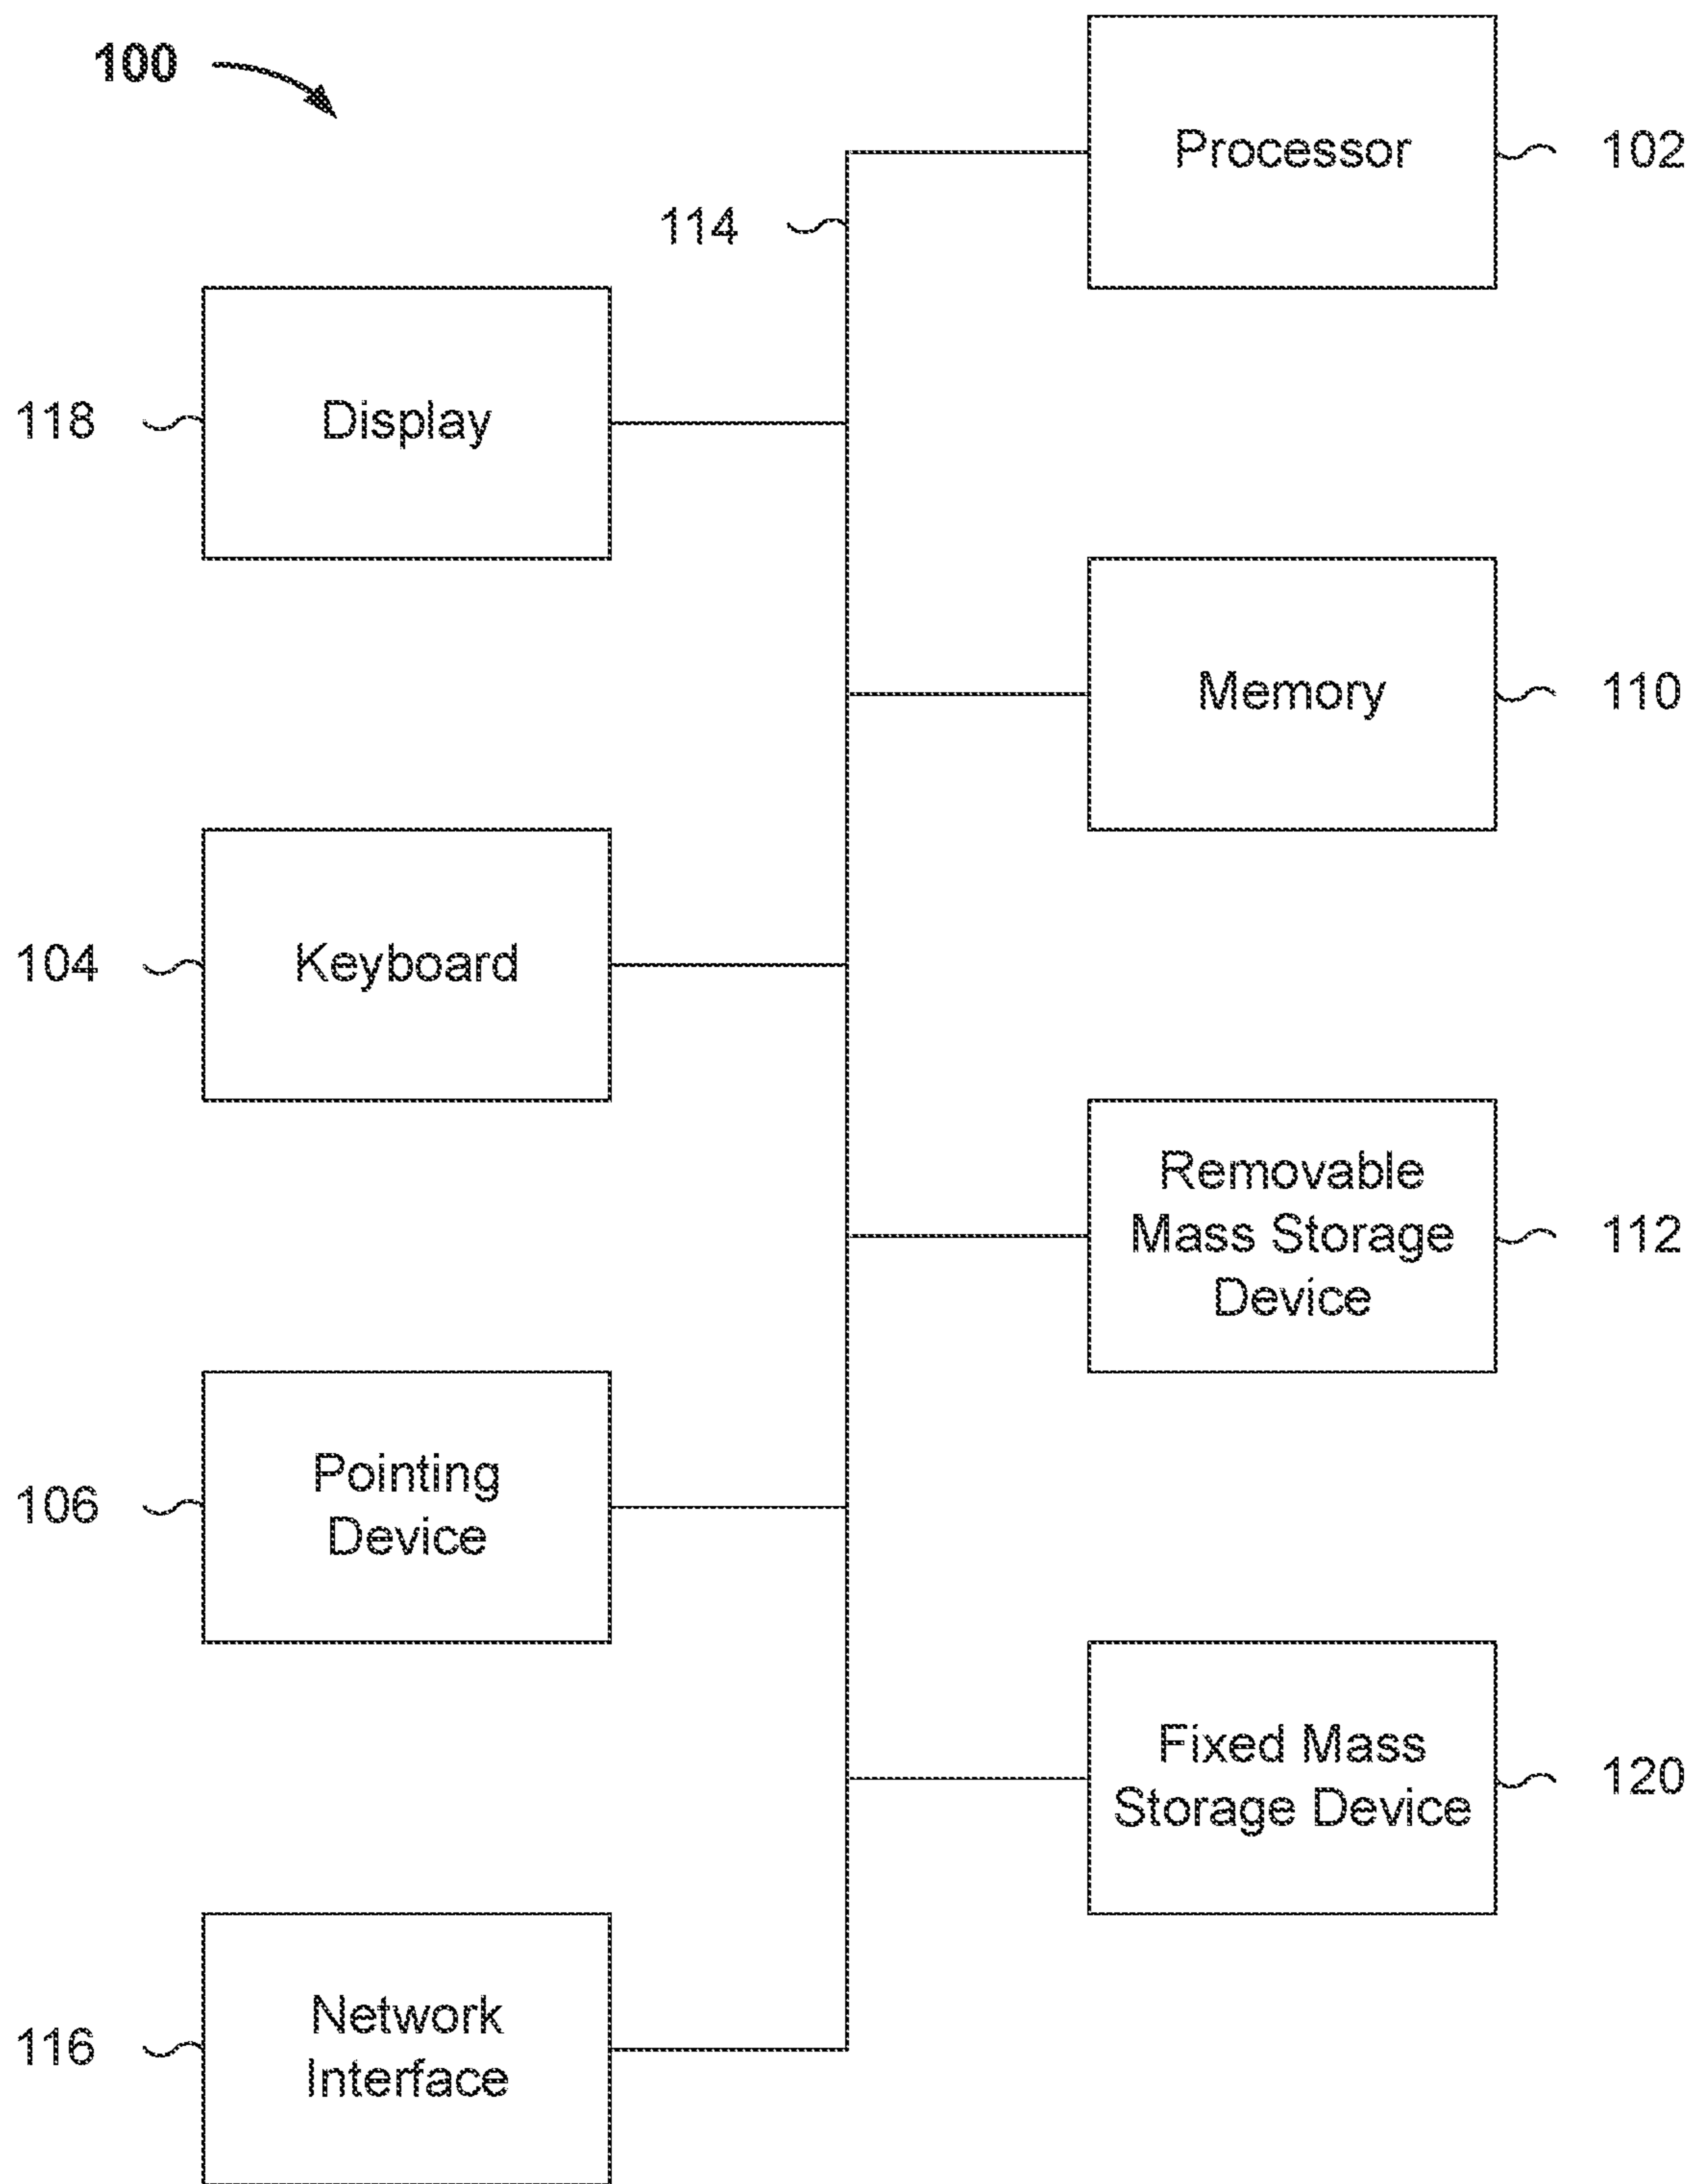 100
Processor
102
114
118
Display
Memory
110
104
Keyboard
Removable
Mass Storage
Device
112
106
Pointing
Device
Fixed Mass
Storage Device
120
116
Network
Interface